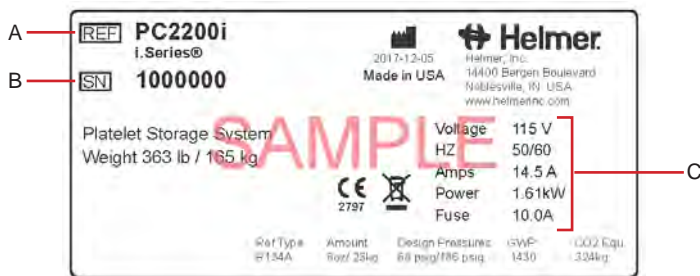 A
REF PC2200i
i.Series®
B
SN 1000000
2017-12-05
Made in USA
Helmer
Helmer, Inc.
14400 Bergen Boulevard
Noblesville, IN USA
www.helmerinc.com
SAMPLE
Platelet Storage System
Weight 363 lb / 165 kg
CE
2797
Voltage 115 V
HZ 50/60
Amps 14.5 A
Power 1.61kW
Fuse 10.0A
C
Ref Type Amount Design Pressures GWP CO2 Equ.
R134A 8oz/ .23kg 68 psig/186 psig 1430 .324kg